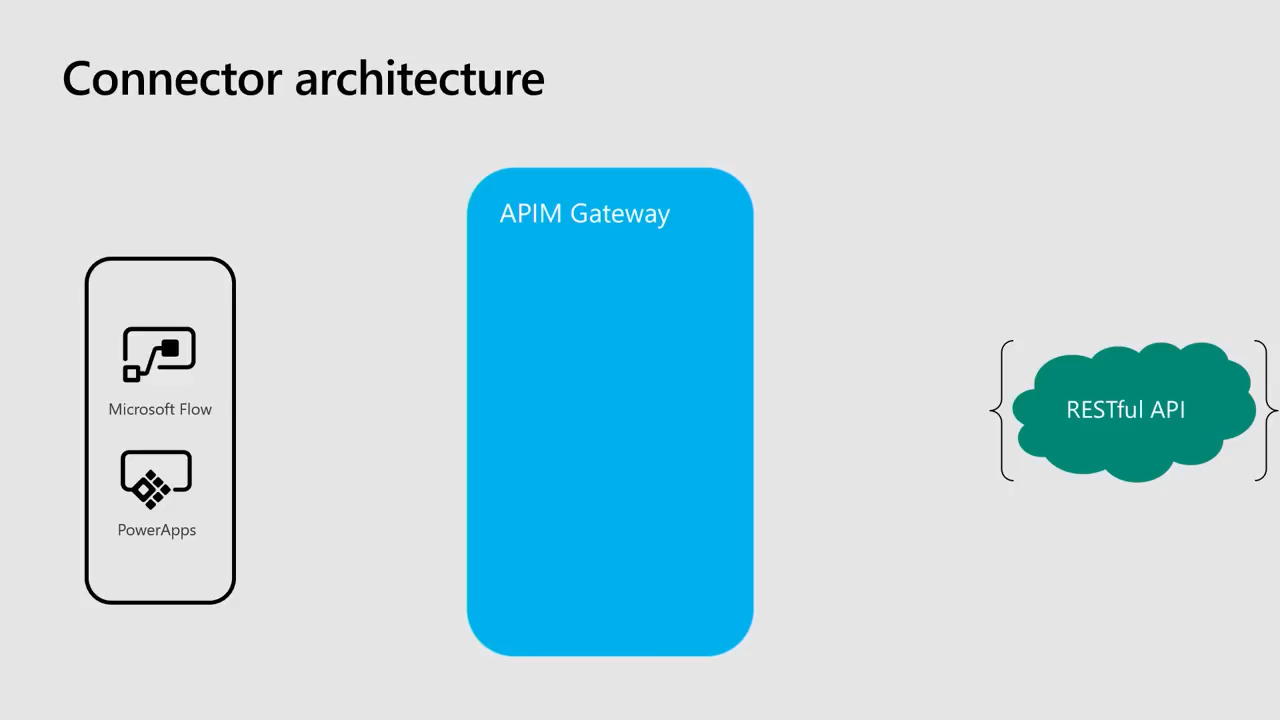 Connector architecture
APIM Gateway
Microsoft Flow
PowerApps
RESTful API